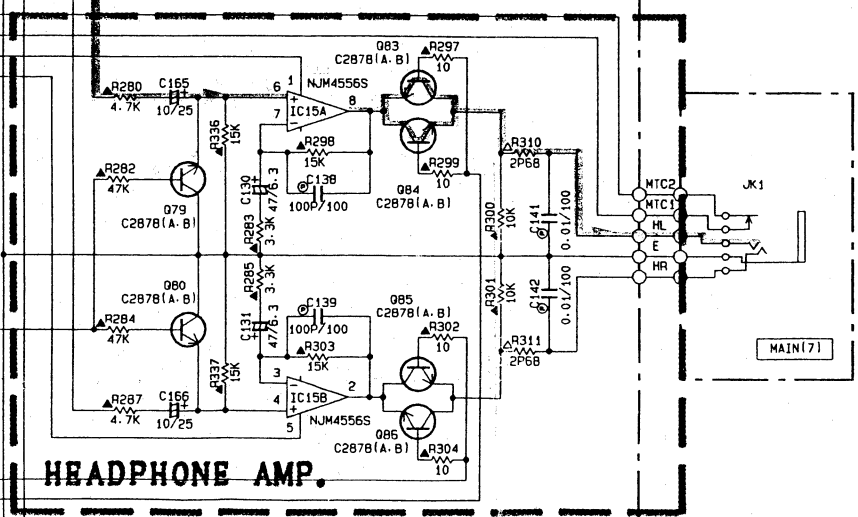 Q83
C2878(A.B)
R297
10
R280
4.7K
C165
10/25
+
1
6
NJM4556S
8
+
IC15A
7
−
R336
15K
R298
15K
R310
2P68
R282
47K
C130
+
47/6.3
C138
100P/100
P
R299
10
Q84
C2878(A.B)
Q79
C2878(A.B)
R283
3.3K
R300
10K
C141
0.01/100
MTC2
MTC1
HL
E
HR
JK1
R285
3.3K
R301
10K
C142
0.01/100
Q80
C2878(A.B)
C139
P
100P/100
Q85
C2878(A.B)
R284
47K
C131
+
47/6.3
R303
15K
R302
10
R311
2P68
MAIN(7)
R337
15K
3
−
IC15B
2
4
+
5
NJM4556S
R287
4.7K
C166
10/25
+
Q86
C2878(A.B)
R304
10
HEADPHONE AMP.